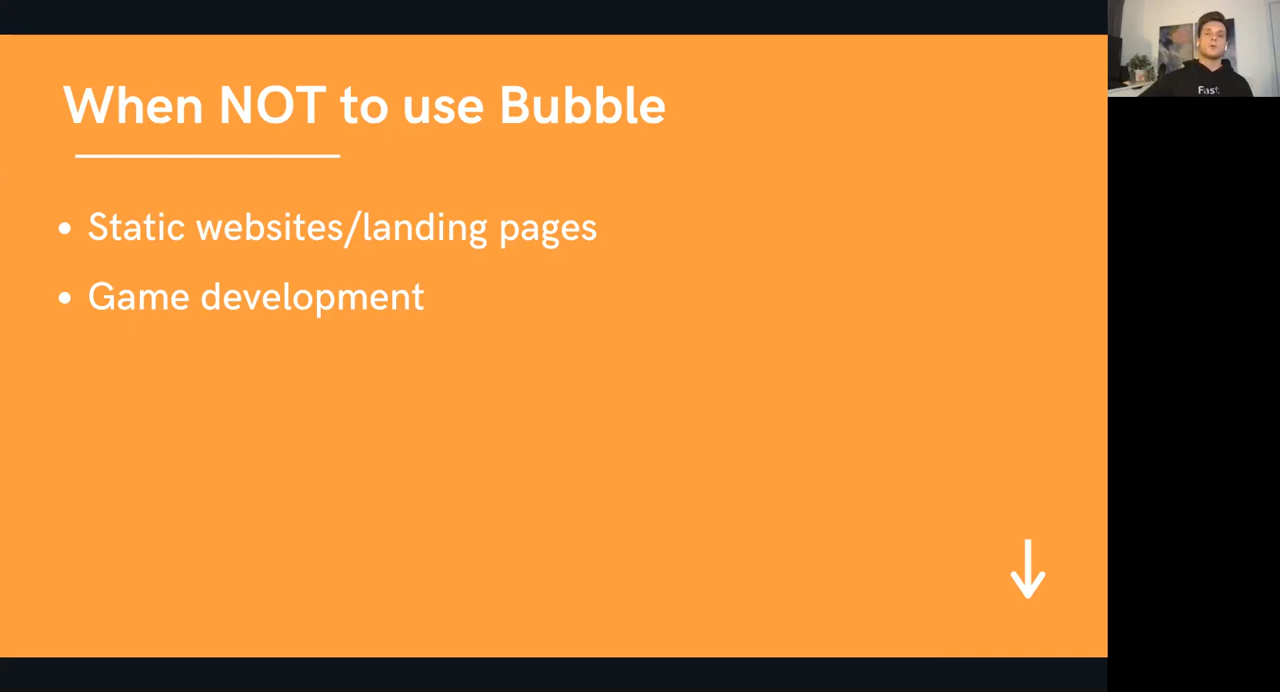 When NOT to use Bubble
• Static websites/landing pages
• Game development
Fast